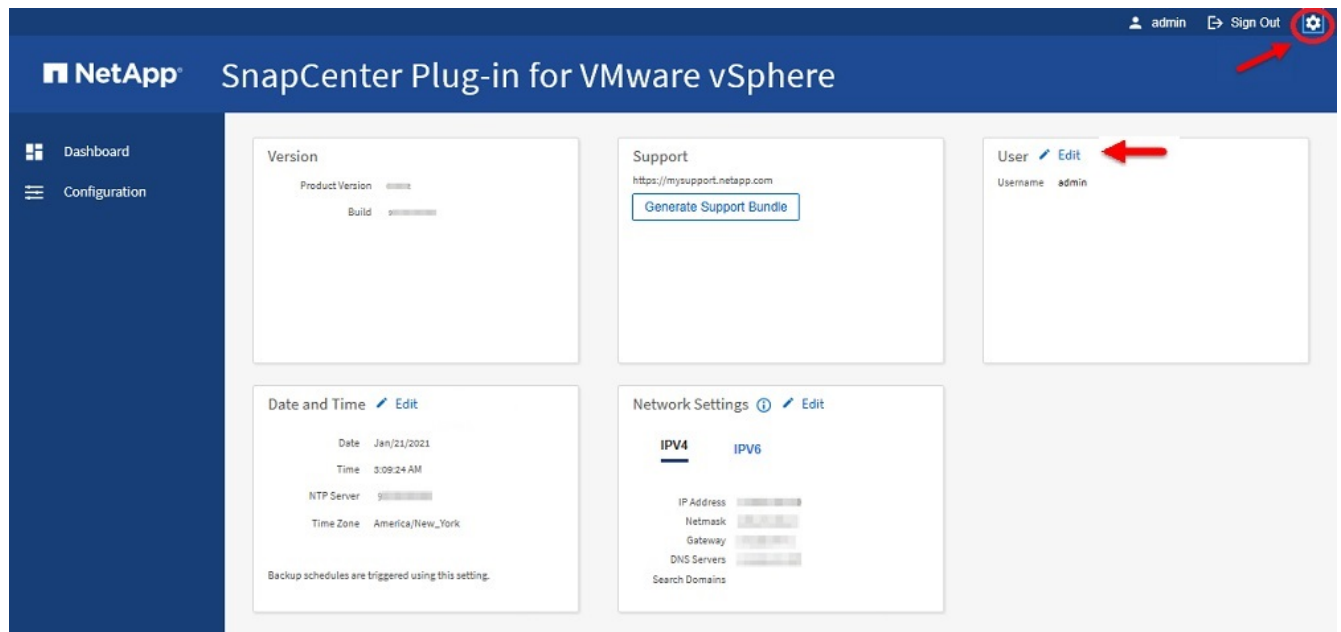 admin Sign Out
NetApp SnapCenter Plug-in for VMware vSphere
Dashboard
Configuration
Version
Product Version
Build
Support
https://mysupport.netapp.com
Generate Support Bundle
User Edit
Username admin
Date and Time Edit
Date Jan/21/2021
Time 3:09:24 AM
NTP Server
Time Zone America/New_York
Backup schedules are triggered using this setting.
Network Settings Edit
IPV4 IPV6
IP Address
Netmask
Gateway
DNS Servers
Search Domains